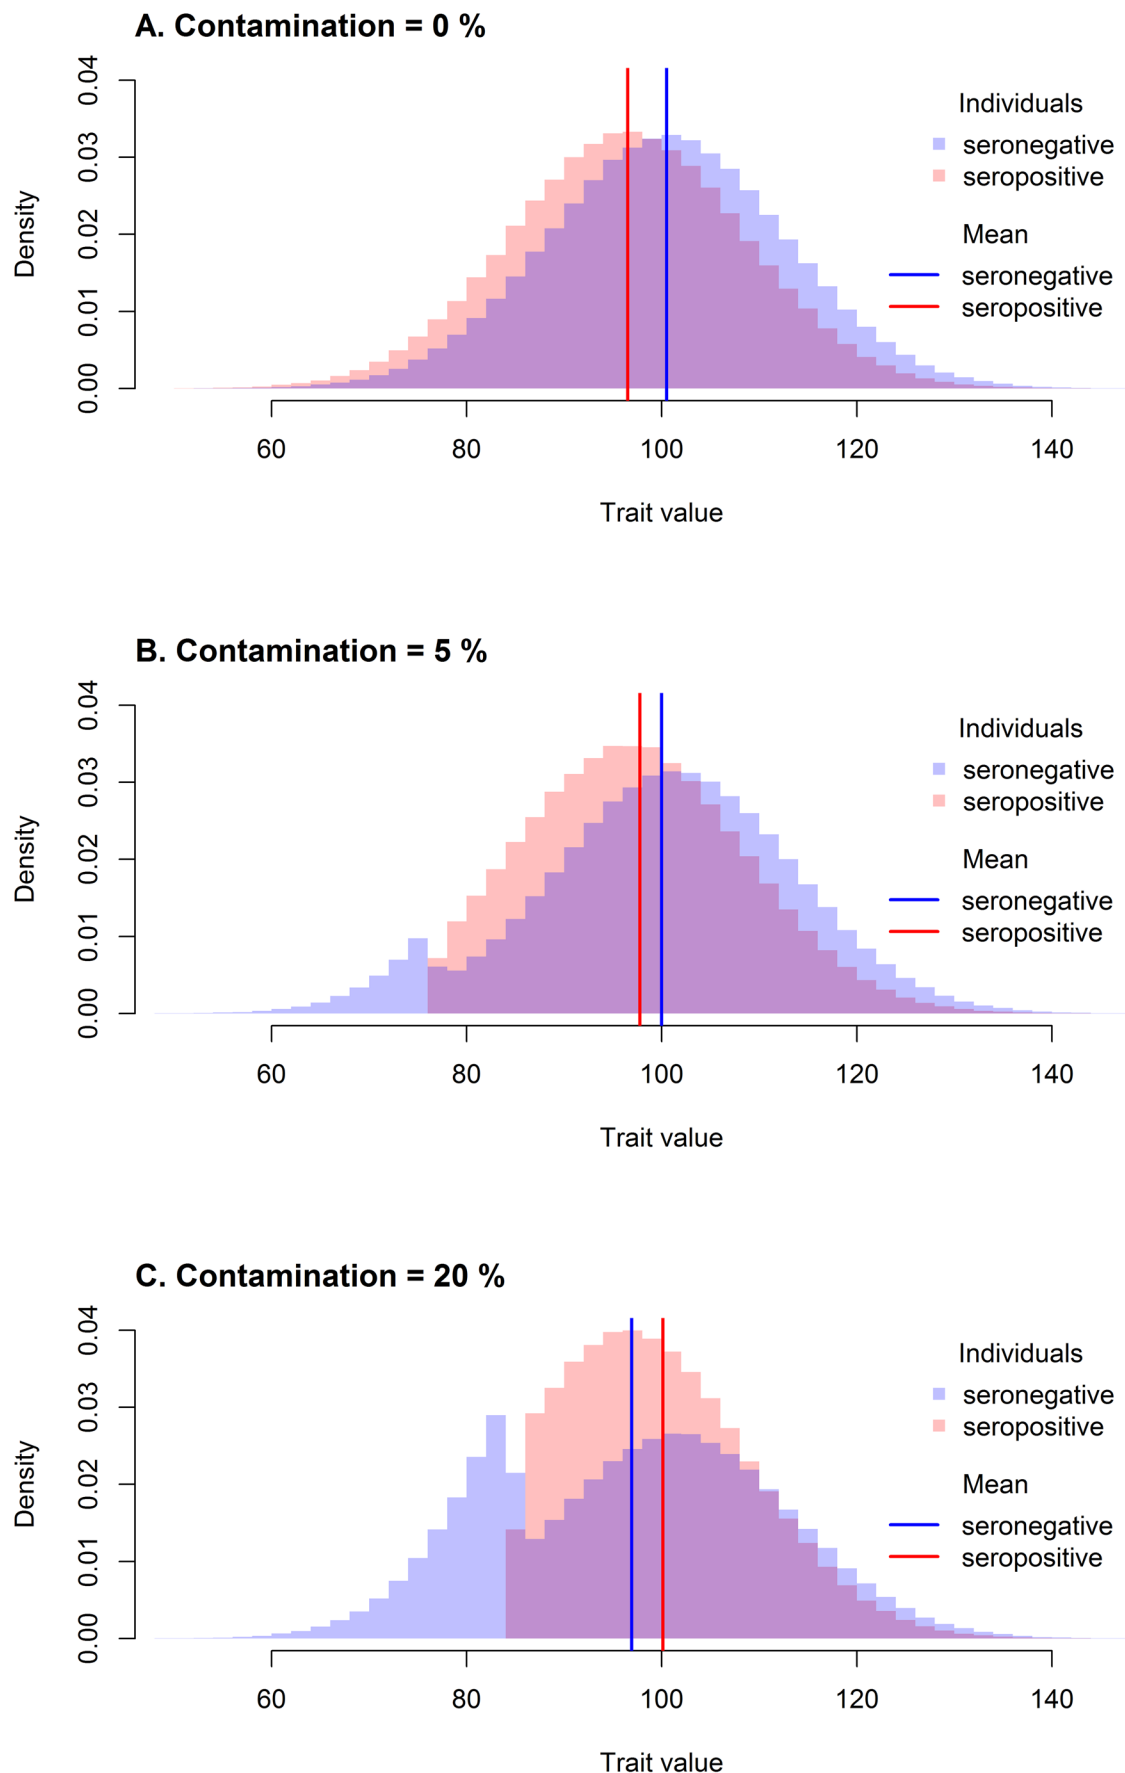 A. Contamination = 0 %
Density
0.00 0.01 0.02 0.03 0.04
Individuals
seronegative
seropositive
Mean
seronegative
seropositive
60 80 100 120 140
Trait value
B. Contamination = 5 %
Density
0.00 0.01 0.02 0.03 0.04
Individuals
seronegative
seropositive
Mean
seronegative
seropositive
60 80 100 120 140
Trait value
C. Contamination = 20 %
Density
0.00 0.01 0.02 0.03 0.04
Individuals
seronegative
seropositive
Mean
seronegative
seropositive
60 80 100 120 140
Trait value